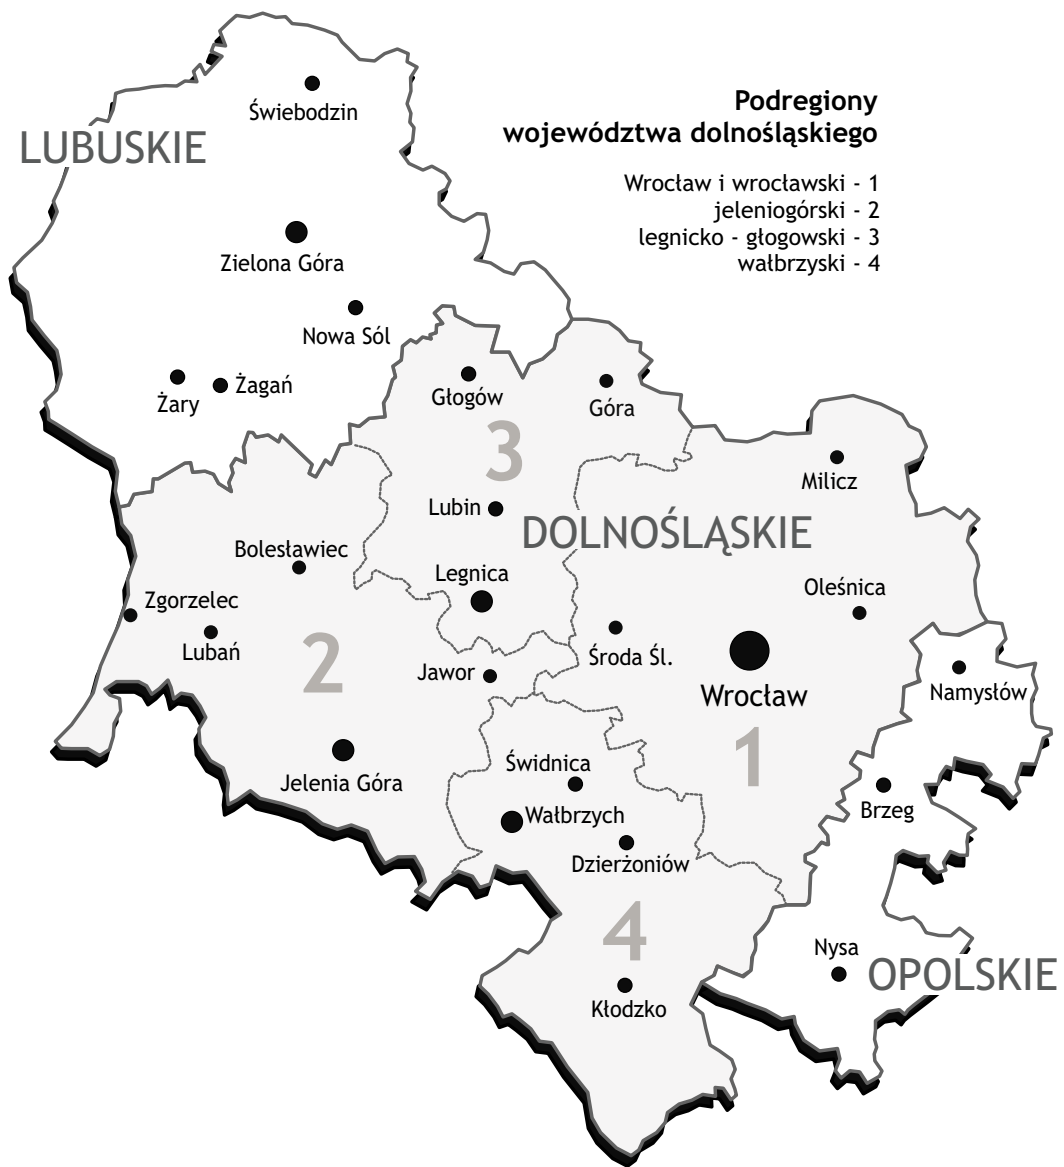 Świebodzin
Podregiony
województwa dolnośląskiego
LUBUSKIE
Wrocław i wrocławski - 1
jeleniogórski - 2
legnicko - głogowski - 3
wałbrzyski - 4
Zielona Góra
Nowa Sól
Żagań
Żary
Głogów
Góra
3
Milicz
Lubin
DOLNOŚLĄSKIE
Bolesławiec
Legnica
Oleśnica
Zgorzelec
Lubań
2
Środa Śl.
Jawor
Wrocław
Namysłów
1
Świdnica
Jelenia Góra
Wałbrzych
Brzeg
Dzierżoniów
4
Nysa
OPOLSKIE
Kłodzko